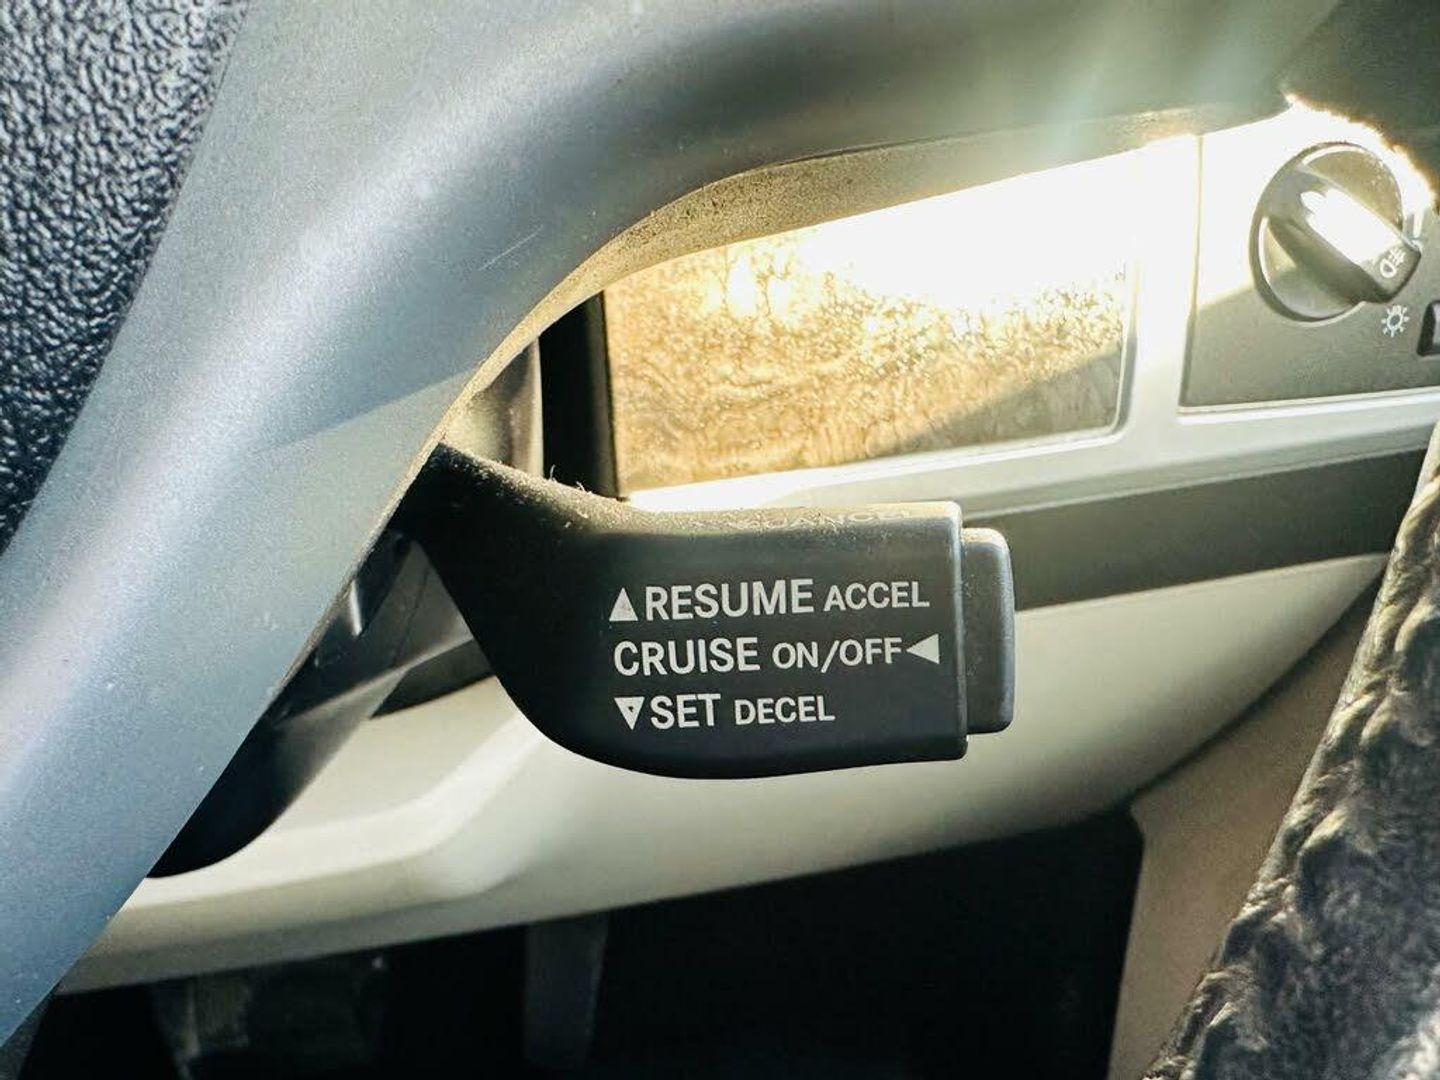 ▲RESUME ACCEL
CRUISE ON/OFF◀
▼SET DECEL